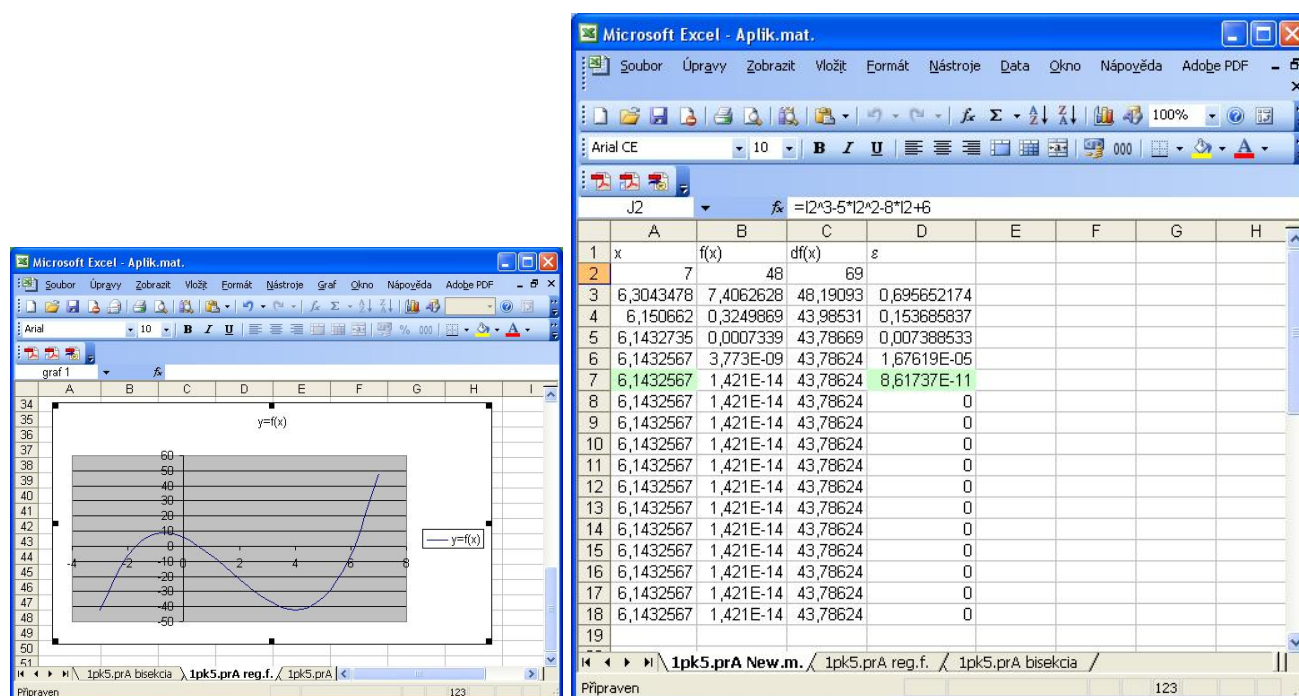 Microsoft Excel - Aplik.mat.
Soubor Úpravy Zobrazit Vložit Formát Nástroje Graf Okno Nápověda Adobe PDF
Arial 10 B I U % 000
graf 1 fx
A B C D E F G H I
34
35
36
37
38
39
40
41
42
43
44
45
46
47
48
49
50
51
y=f(x)
60
50
40
30
20
10
0
-10
-20
-30
-40
-50
-4 -2 0 2 4 6 8
y=f(x)
1pk5.prA bisekcia 1pk5.prA reg.f. 1pk5.prA
Připraven 123
Microsoft Excel - Aplik.mat.
Soubor Úpravy Zobrazit Vložit Formát Nástroje Data Okno Nápověda Adobe PDF
100%
Arial CE 10 B I U 000
J2 fx =I2^3-5*I2^2-8*I2+6
A B C D E F G H
1 x f(x) df(x) ε
2 7 48 69
3 6,3043478 7,4062628 48,19093 0,695652174
4 6,150662 0,3249869 43,98531 0,153685837
5 6,1432735 0,0007339 43,78669 0,007388533
6 6,1432567 3,773E-09 43,78624 1,67619E-05
7 6,1432567 1,421E-14 43,78624 8,61737E-11
8 6,1432567 1,421E-14 43,78624 0
9 6,1432567 1,421E-14 43,78624 0
10 6,1432567 1,421E-14 43,78624 0
11 6,1432567 1,421E-14 43,78624 0
12 6,1432567 1,421E-14 43,78624 0
13 6,1432567 1,421E-14 43,78624 0
14 6,1432567 1,421E-14 43,78624 0
15 6,1432567 1,421E-14 43,78624 0
16 6,1432567 1,421E-14 43,78624 0
17 6,1432567 1,421E-14 43,78624 0
18 6,1432567 1,421E-14 43,78624 0
19
1pk5.prA New.m. 1pk5.prA reg.f. 1pk5.prA bisekcia
Připraven 123